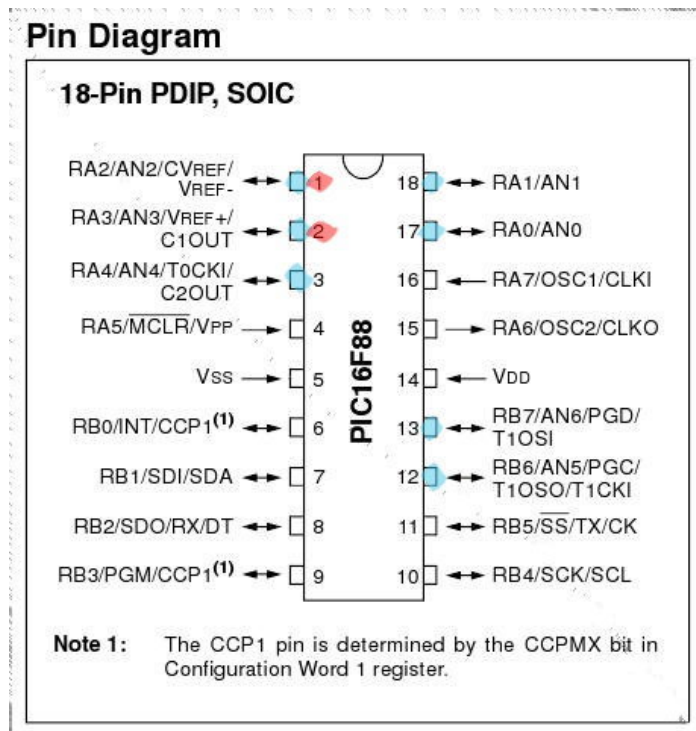 Pin Diagram
18-Pin PDIP, SOIC
RA2/AN2/CVREF/
VREF-
RA3/AN3/VREF+/
C1OUT
RA4/AN4/T0CKI/
C2OUT
RA5/MCLR/VPP
VSS
RB0/INT/CCP1(1)
RB1/SDI/SDA
RB2/SDO/RX/DT
RB3/PGM/CCP1(1)
1
2
3
4
5
6
7
8
9
PIC16F88
18
17
16
15
14
13
12
11
10
RA1/AN1
RA0/AN0
RA7/OSC1/CLKI
RA6/OSC2/CLKO
VDD
RB7/AN6/PGD/
T1OSI
RB6/AN5/PGC/
T1OSO/T1CKI
RB5/SS/TX/CK
RB4/SCK/SCL
Note 1: The CCP1 pin is determined by the CCPMX bit in
Configuration Word 1 register.